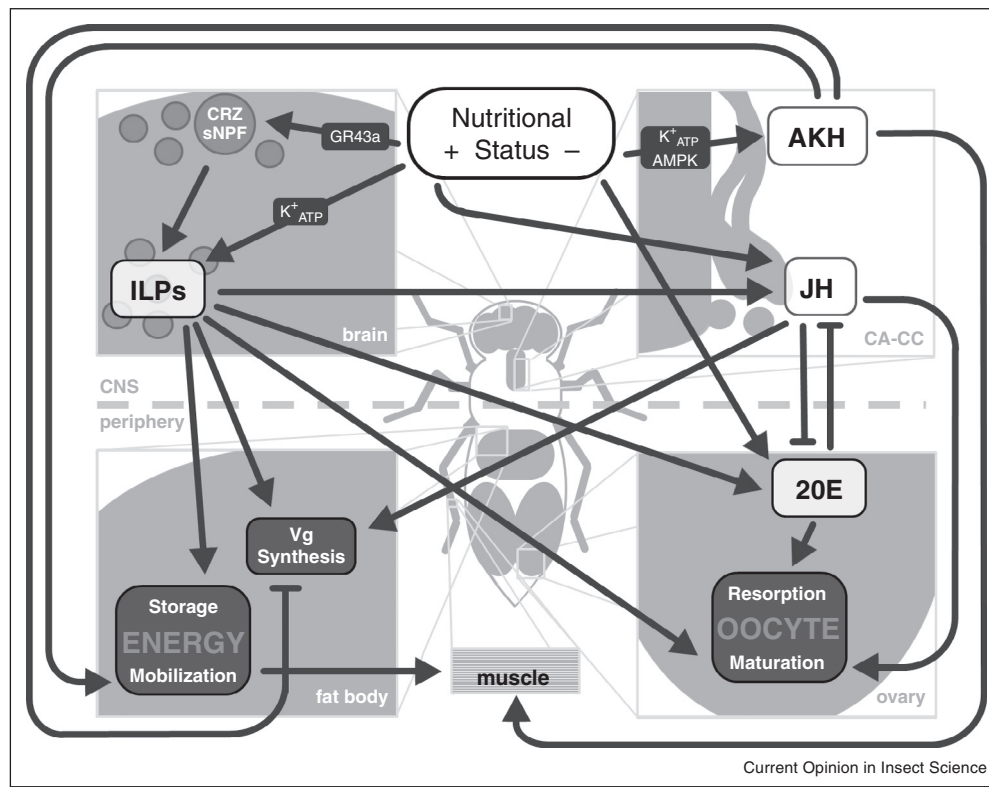 CRZ
sNPF
GR43a
Nutritional
+ Status –
K⁺ATP
AMPK
AKH
K⁺ATP
ILPs
JH
brain
CA-CC
CNS
periphery
20E
Vg
Synthesis
Storage
ENERGY
Mobilization
fat body
muscle
Resorption
OOCYTE
Maturation
ovary
Current Opinion in Insect Science